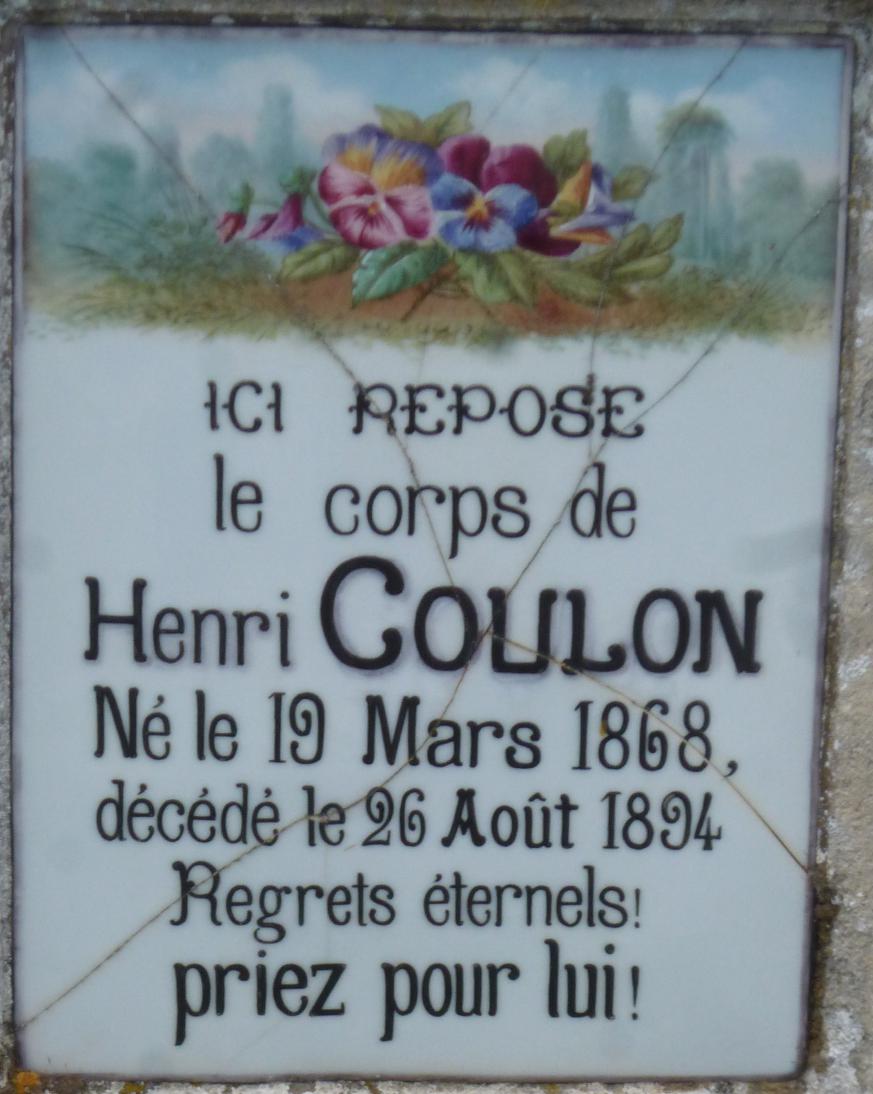 ICI REPOSE
le corps de
Henri COULON
Né le 19 Mars 1868,
décédé le 26 Août 1894
Regrets éternels!
priez pour lui!